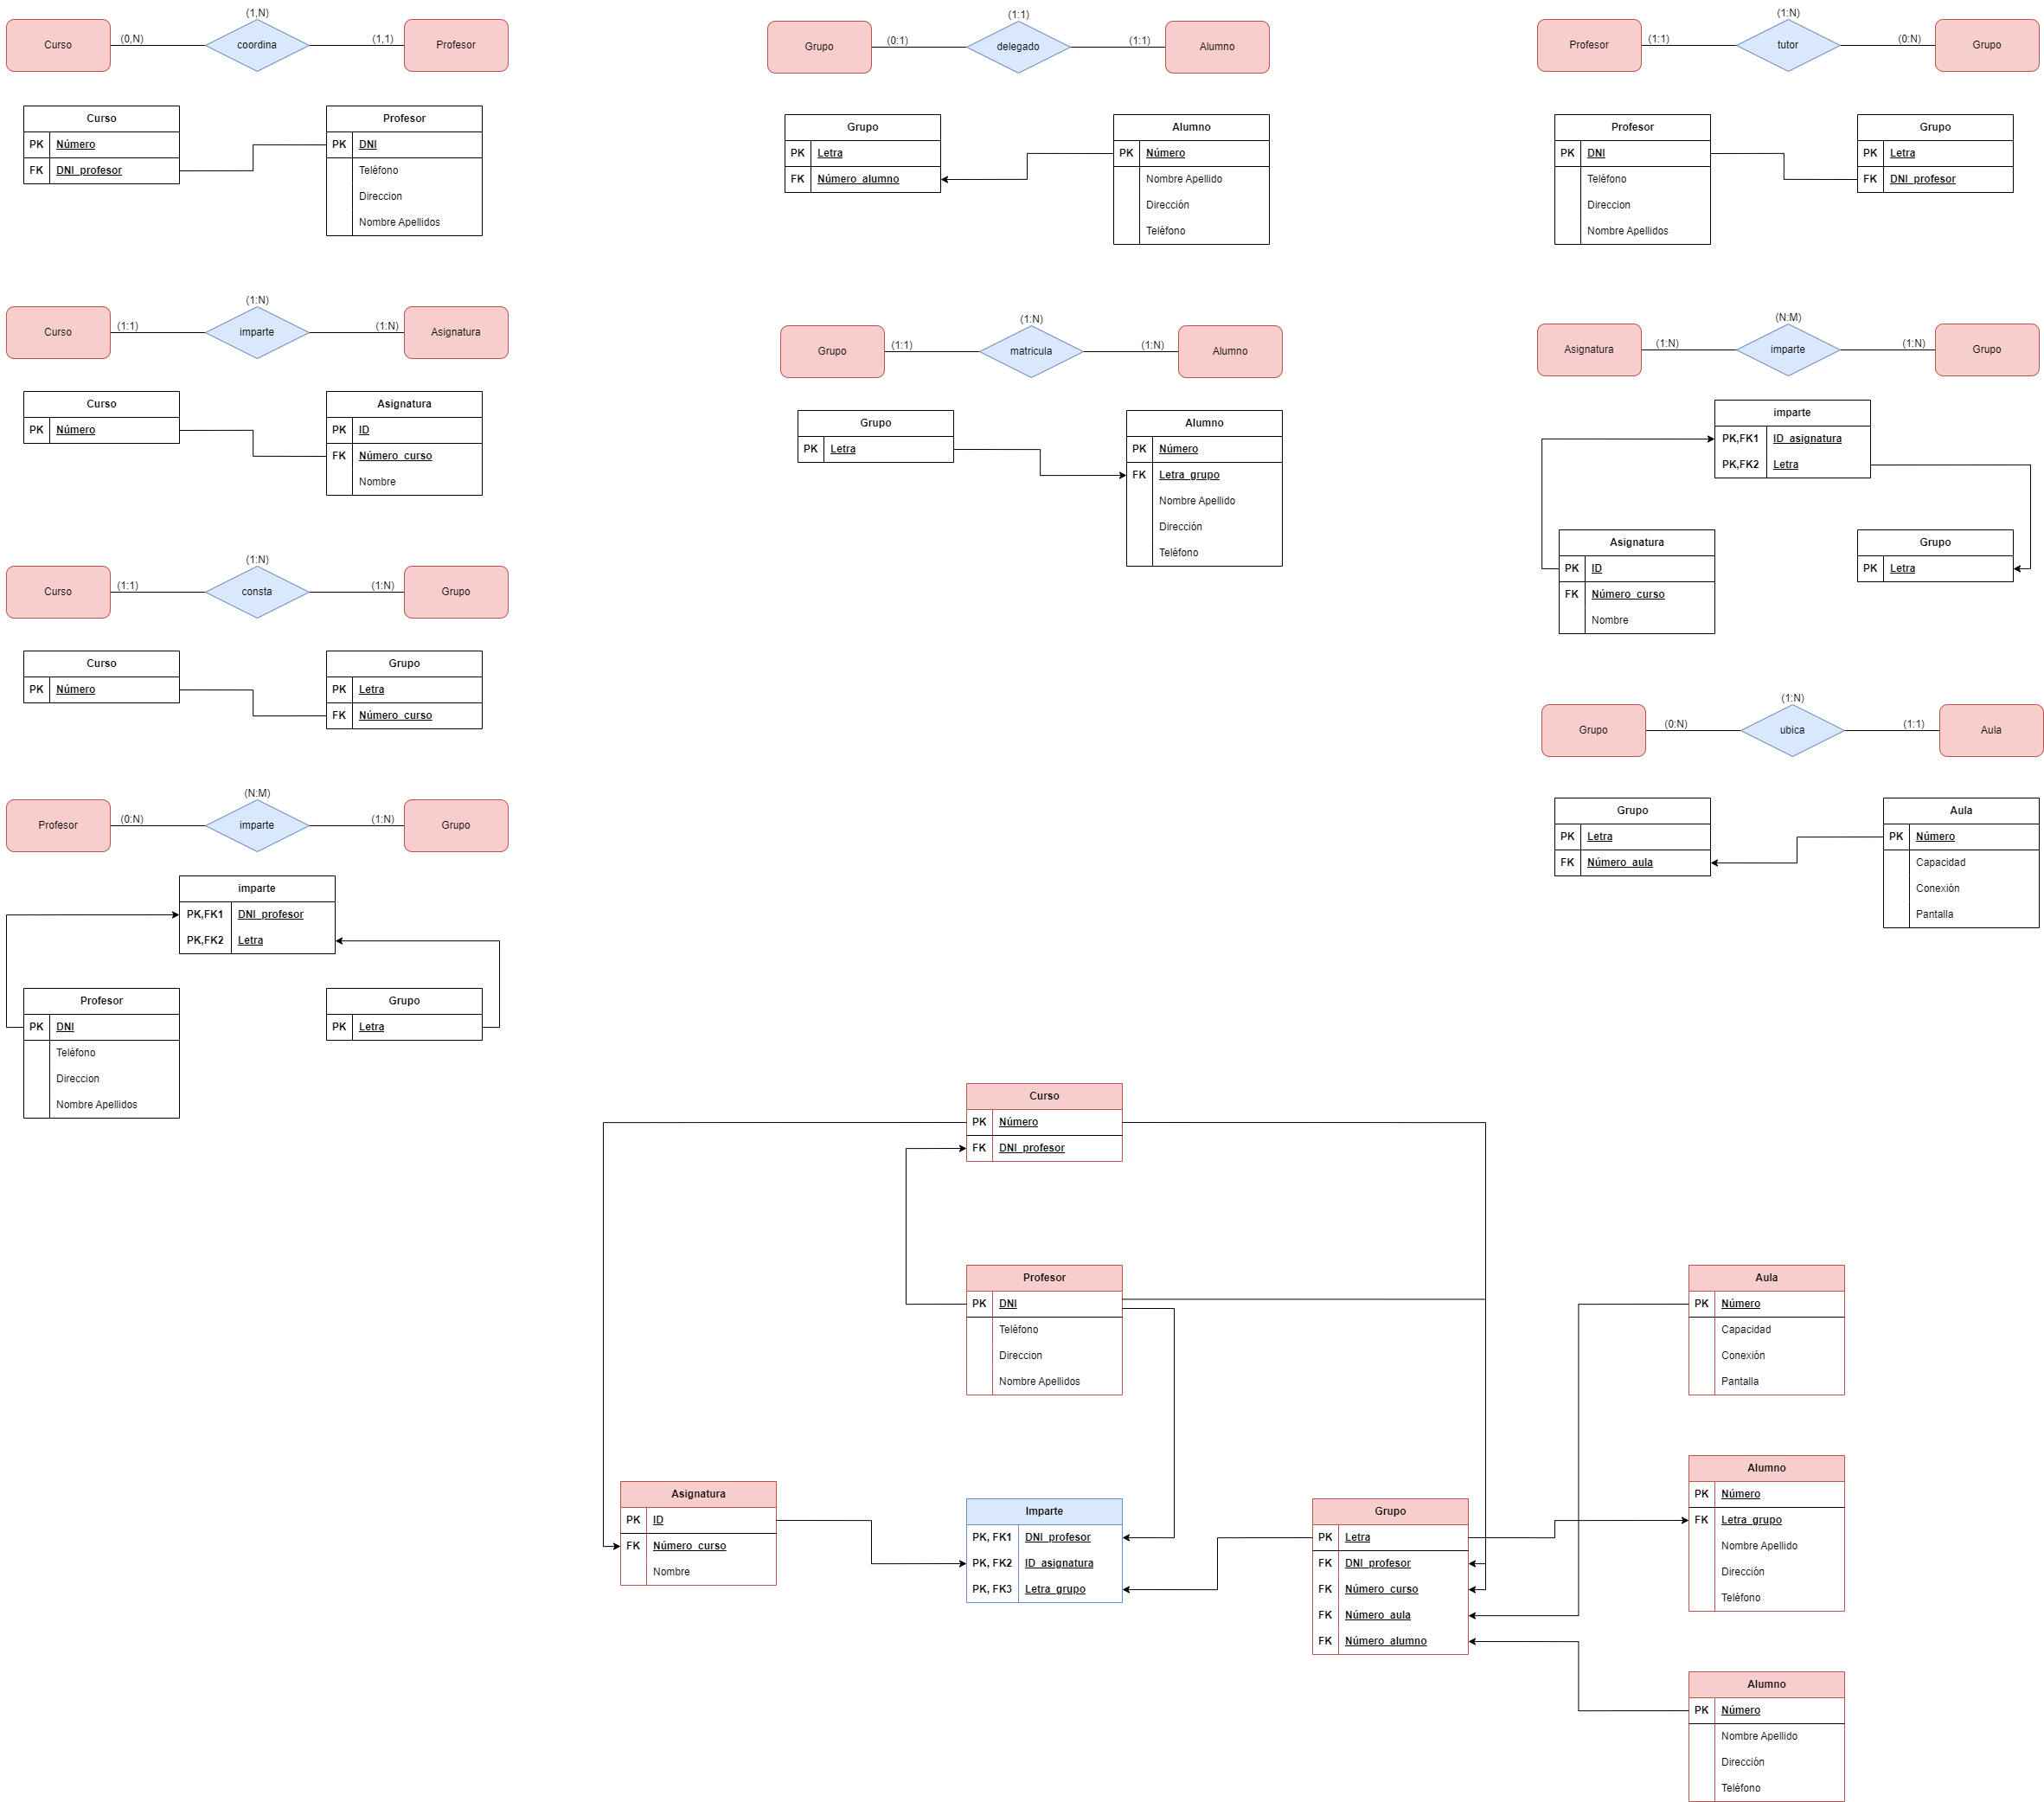 (1,N)
Curso
(0,N)
coordina
(1,1)
Profesor
Curso
PK Número
FK DNI_profesor
Profesor
PK DNI
Teléfono
Direccion
Nombre Apellidos
(1:N)
Curso
(1:1)
imparte
(1:N)
Asignatura
Curso
PK Número
Asignatura
PK ID
FK Número_curso
Nombre
(1:N)
Curso
(1:1)
consta
(1:N)
Grupo
Curso
PK Número
Grupo
PK Letra
FK Número_curso
(N:M)
Profesor
(0:N)
imparte
(1:N)
Grupo
imparte
PK,FK1 DNI_profesor
PK,FK2 Letra
Profesor
PK DNI
Teléfono
Direccion
Nombre Apellidos
Grupo
PK Letra
(1:1)
Grupo
(0:1)
delegado
(1:1)
Alumno
Grupo
PK Letra
FK Número_alumno
Alumno
PK Número
Nombre Apellido
Dirección
Teléfono
(1:N)
Grupo
(1:1)
matricula
(1:N)
Alumno
Grupo
PK Letra
Alumno
PK Número
FK Letra_grupo
Nombre Apellido
Dirección
Teléfono
(1:N)
Profesor
(1:1)
tutor
(0:N)
Grupo
Profesor
PK DNI
Teléfono
Direccion
Nombre Apellidos
Grupo
PK Letra
FK DNI_profesor
(N:M)
Asignatura
(1:N)
imparte
(1:N)
Grupo
imparte
PK,FK1 ID_asignatura
PK,FK2 Letra
Asignatura
PK ID
FK Número_curso
Nombre
Grupo
PK Letra
(1:N)
Grupo
(0:N)
ubica
(1:1)
Aula
Grupo
PK Letra
FK Número_aula
Aula
PK Número
Capacidad
Conexión
Pantalla
Curso
PK Número
FK DNI_profesor
Profesor
PK DNI
Teléfono
Direccion
Nombre Apellidos
Aula
PK Número
Capacidad
Conexión
Pantalla
Asignatura
PK ID
FK Número_curso
Nombre
Imparte
PK, FK1 DNI_profesor
PK, FK2 ID_asignatura
PK, FK3 Letra_grupo
Grupo
PK Letra
FK DNI_profesor
FK Número_curso
FK Número_aula
FK Número_alumno
Alumno
PK Número
FK Letra_grupo
Nombre Apellido
Dirección
Teléfono
Alumno
PK Número
Nombre Apellido
Dirección
Teléfono